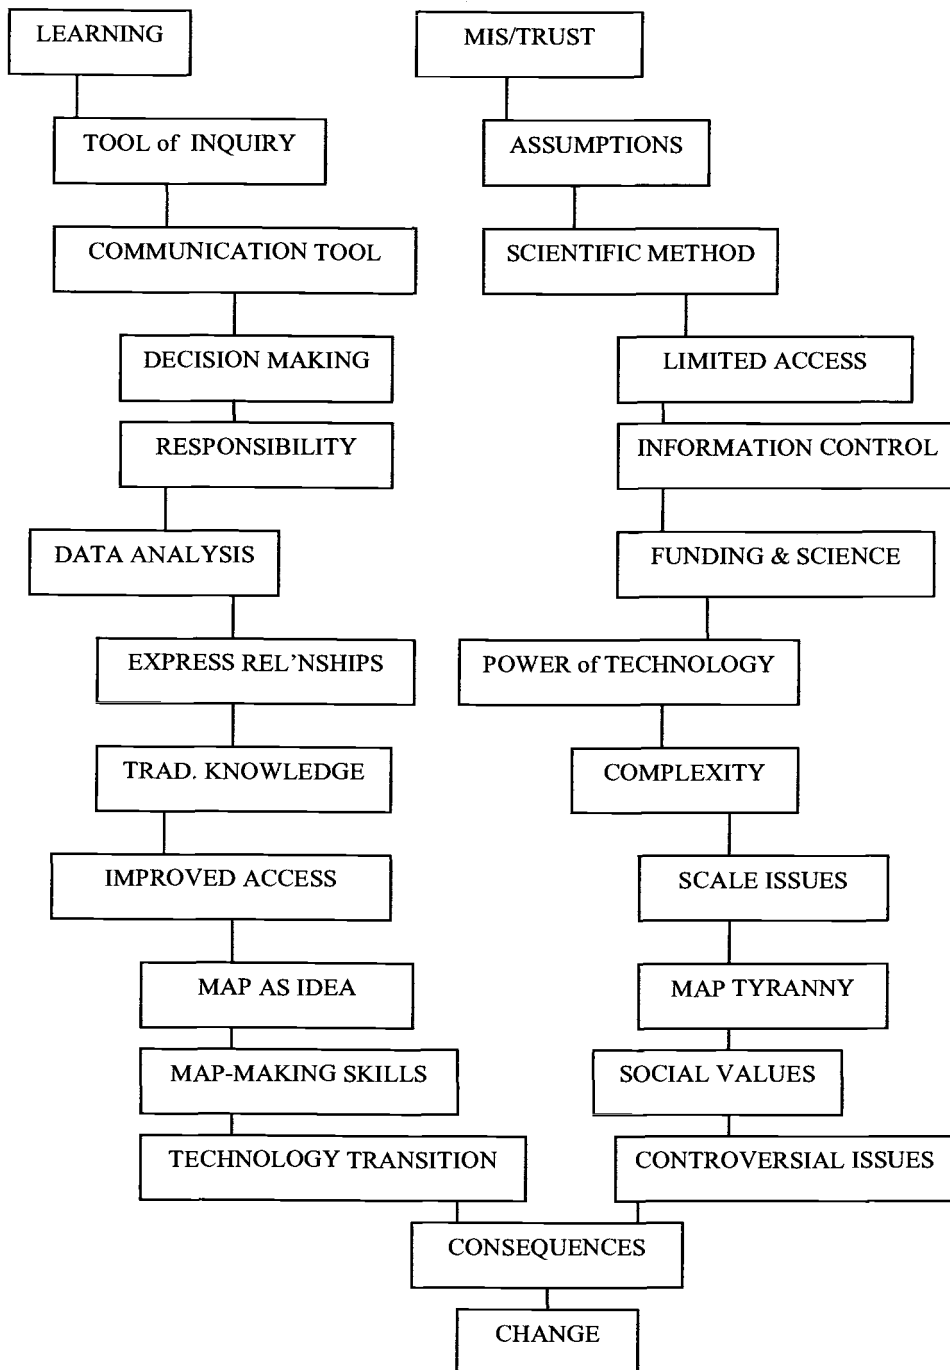 LEARNING
TOOL of INQUIRY
COMMUNICATION TOOL
DECISION MAKING
RESPONSIBILITY
DATA ANALYSIS
EXPRESS REL'NSHIPS
TRAD. KNOWLEDGE
IMPROVED ACCESS
MAP AS IDEA
MAP-MAKING SKILLS
TECHNOLOGY TRANSITION
MIS/TRUST
ASSUMPTIONS
SCIENTIFIC METHOD
LIMITED ACCESS
INFORMATION CONTROL
FUNDING & SCIENCE
POWER of TECHNOLOGY
COMPLEXITY
SCALE ISSUES
MAP TYRANNY
SOCIAL VALUES
CONTROVERSIAL ISSUES
CONSEQUENCES
CHANGE